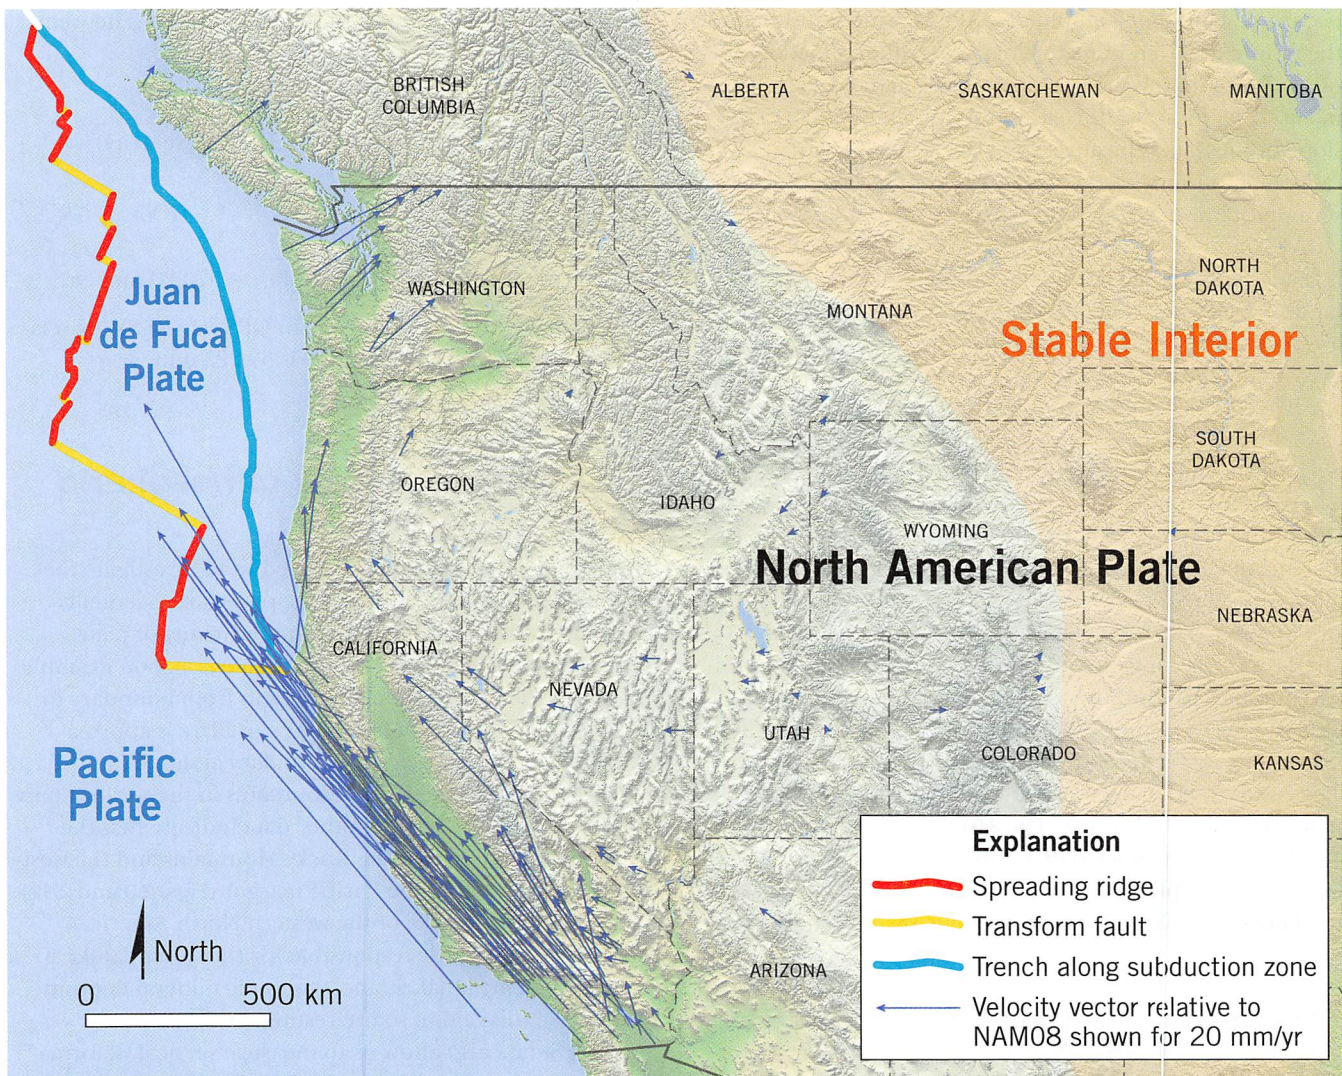 BRITISH
COLUMBIA
ALBERTA
SASKATCHEWAN
MANITOBA
Juan
de Fuca
Plate
WASHINGTON
MONTANA
NORTH
DAKOTA
Stable Interior
OREGON
IDAHO
SOUTH
DAKOTA
WYOMING
North American Plate
NEBRASKA
CALIFORNIA
NEVADA
UTAH
COLORADO
KANSAS
Pacific
Plate
ARIZONA
North
0
500 km
Explanation
Spreading ridge
Transform fault
Trench along subduction zone
Velocity vector relative to
NAM08 shown for 20 mm/yr